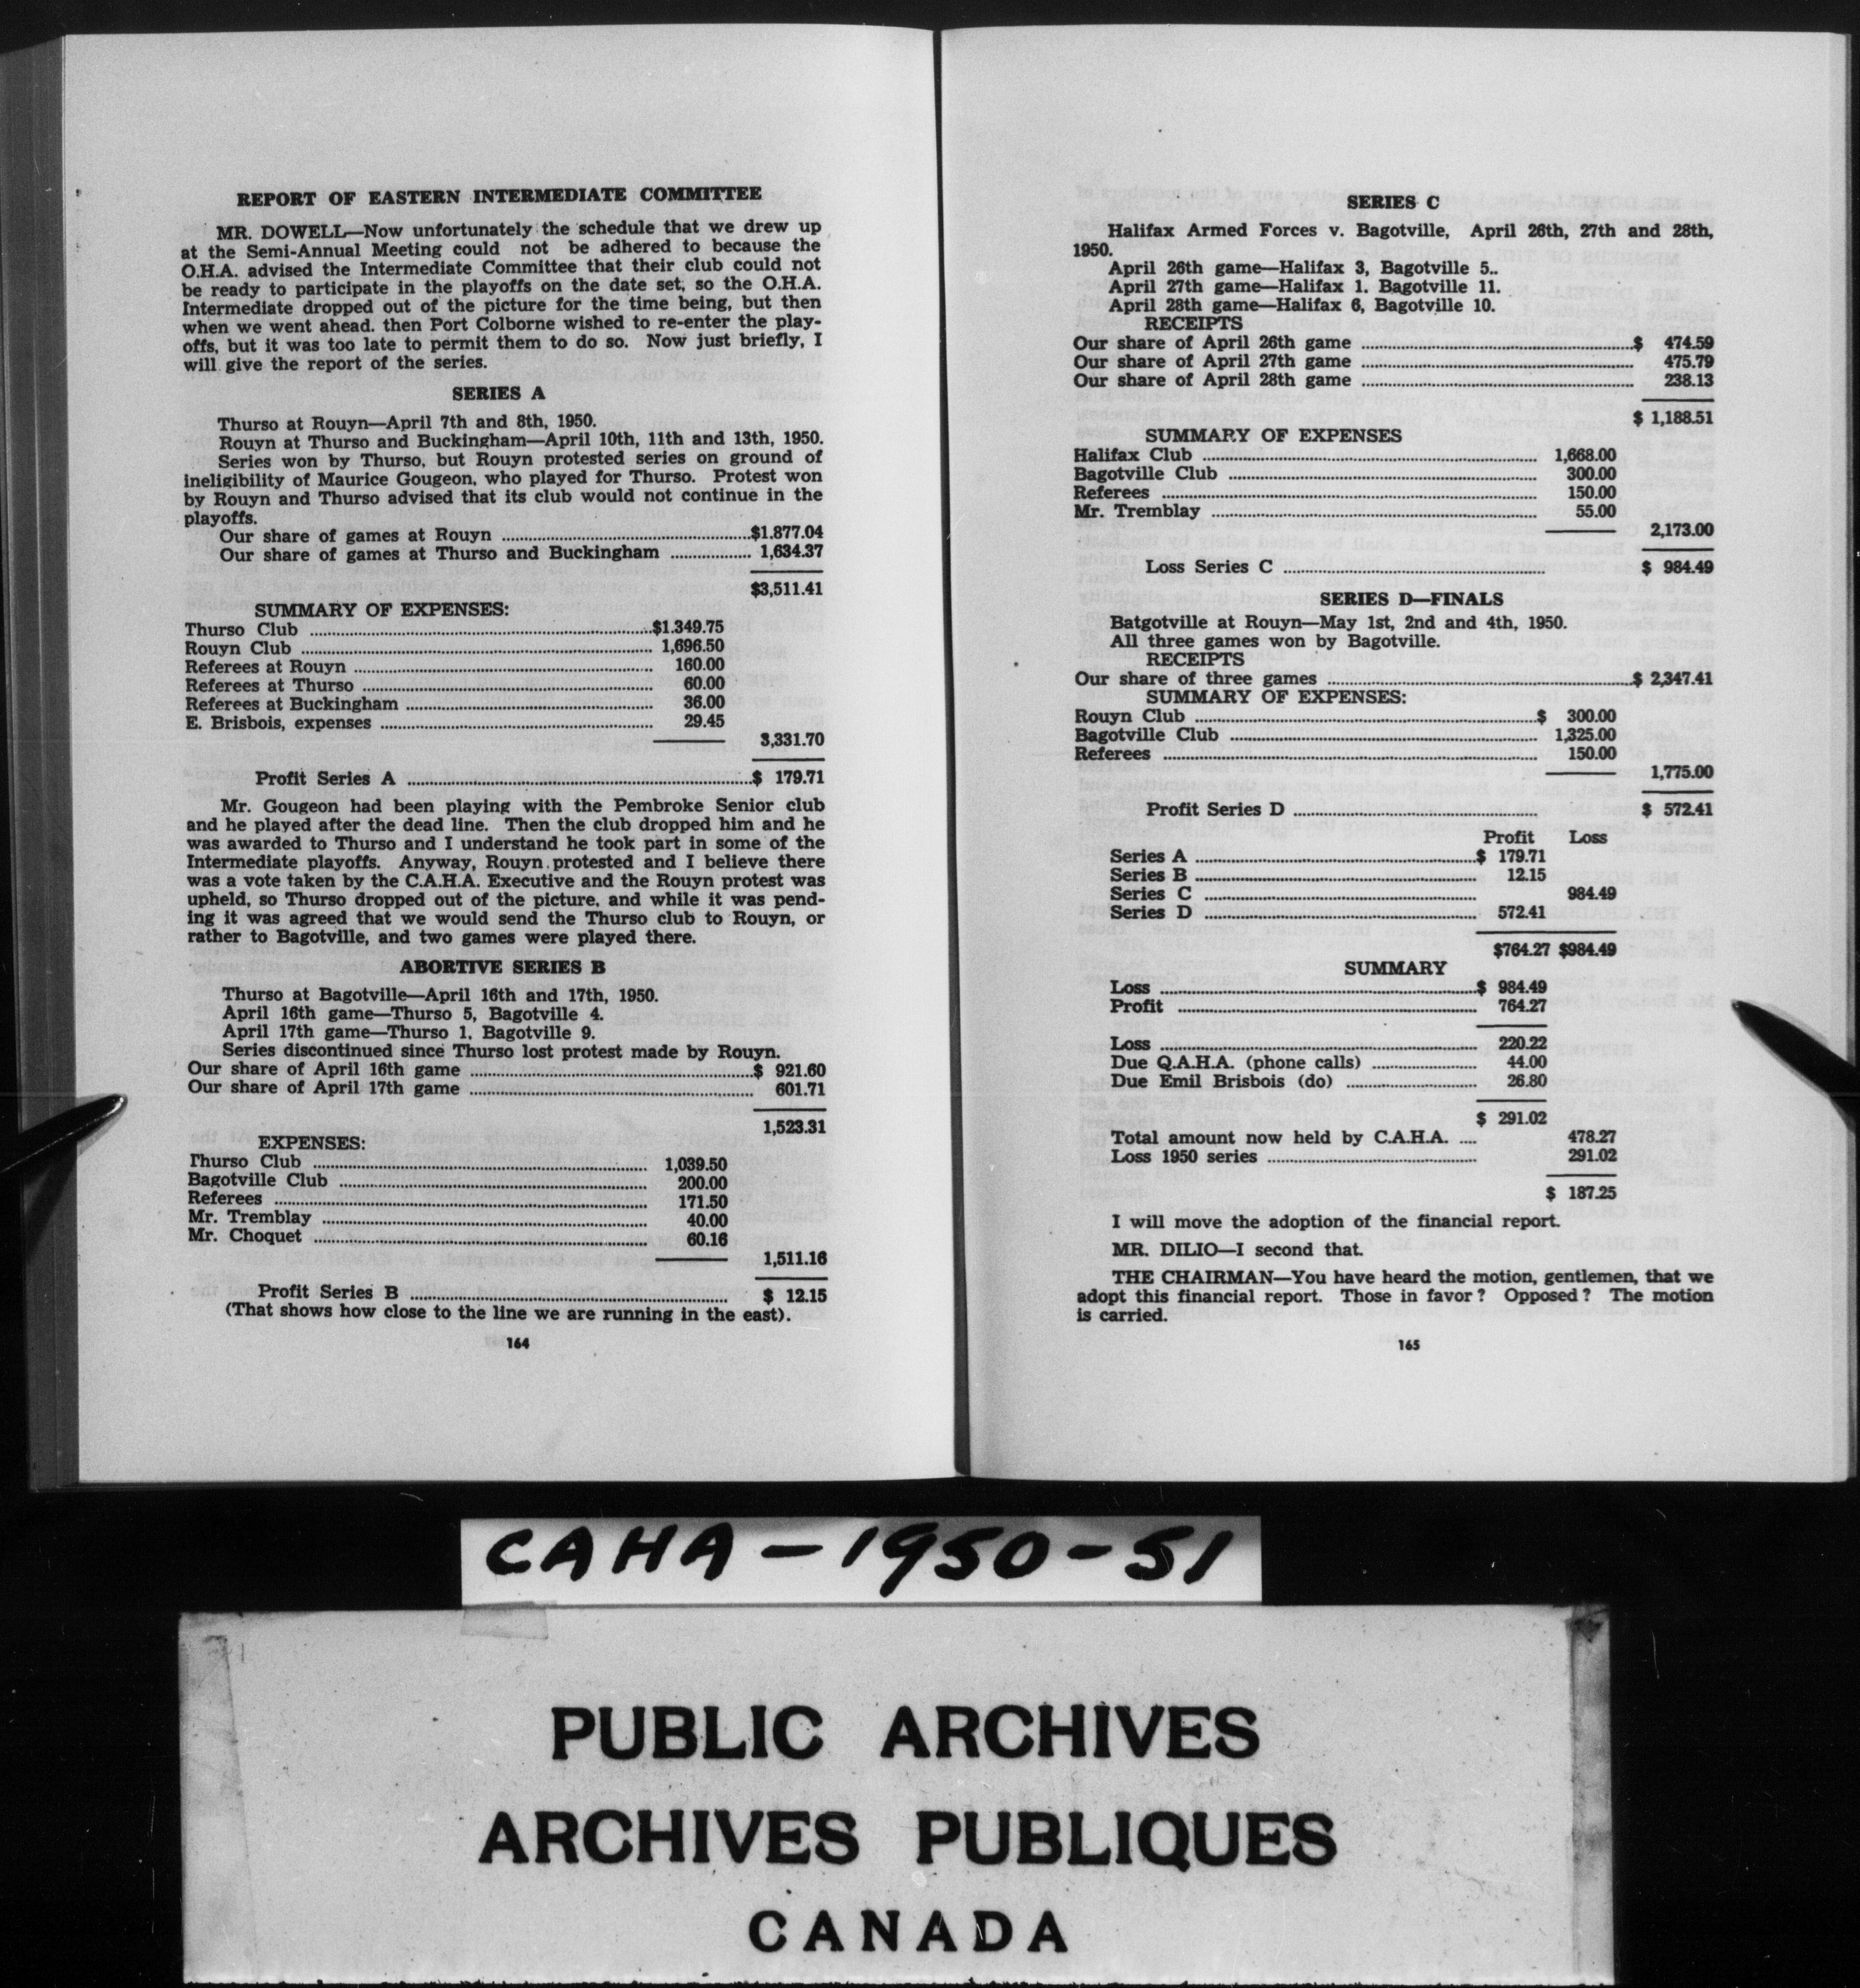 REPORT OF EASTERN INTERMEDIATE COMMITTEE
MR. DOWELL—Now unfortunately the schedule that we drew up
at the Semi-Annual Meeting could not be adhered to because the
O.H.A. advised the Intermediate Committee that their club could not
be ready to participate in the playoffs on the date set, so the O.H.A.
Intermediate dropped out of the picture for the time being, but then
when we went ahead. then Port Colborne wished to re-enter the play-
offs, but it was too late to permit them to do so. Now just briefly, I
will give the report of the series.
SERIES A
Thurso at Rouyn—April 7th and 8th, 1950.
Rouyn at Thurso and Buckingham—April 10th, 11th and 13th, 1950.
Series won by Thurso, but Rouyn protested series on ground of
ineligibility of Maurice Gougeon, who played for Thurso. Protest won
by Rouyn and Thurso advised that its club would not continue in the
playoffs.
Our share of games at Rouyn ........ $1.877.04
Our share of games at Thurso and Buckingham ........ 1,634.37
$3,511.41
SUMMARY OF EXPENSES:
Thurso Club ........ $1.349.75
Rouyn Club ........ 1,696.50
Referees at Rouyn ........ 160.00
Referees at Thurso ........ 60.00
Referees at Buckingham ........ 36.00
E. Brisbois, expenses ........ 29.45
3,331.70
Profit Series A ........ $ 179.71
Mr. Gougeon had been playing with the Pembroke Senior club
and he played after the dead line. Then the club dropped him and he
was awarded to Thurso and I understand he took part in some of the
Intermediate playoffs. Anyway, Rouyn protested and I believe there
was a vote taken by the C.A.H.A. Executive and the Rouyn protest was
upheld, so Thurso dropped out of the picture, and while it was pend-
ing it was agreed that we would send the Thurso club to Rouyn, or
rather to Bagotville, and two games were played there.
ABORTIVE SERIES B
Thurso at Bagotville—April 16th and 17th, 1950.
April 16th game—Thurso 5, Bagotville 4.
April 17th game—Thurso 1, Bagotville 9.
Series discontinued since Thurso lost protest made by Rouyn.
Our share of April 16th game ........ $ 921.60
Our share of April 17th game ........ 601.71
1,523.31
EXPENSES:
Thurso Club ........ 1,039.50
Bagotville Club ........ 200.00
Referees ........ 171.50
Mr. Tremblay ........ 40.00
Mr. Choquet ........ 60.16
1,511.16
Profit Series B ........ $ 12.15
(That shows how close to the line we are running in the east).
164
SERIES C
Halifax Armed Forces v. Bagotville, April 26th, 27th and 28th,
1950.
April 26th game—Halifax 3, Bagotville 5..
April 27th game—Halifax 1. Bagotville 11.
April 28th game—Halifax 6, Bagotville 10.
RECEIPTS
Our share of April 26th game ........ $ 474.59
Our share of April 27th game ........ 475.79
Our share of April 28th game ........ 238.13
$ 1,188.51
SUMMARY OF EXPENSES
Halifax Club ........ 1,668.00
Bagotville Club ........ 300.00
Referees ........ 150.00
Mr. Tremblay ........ 55.00
2,173.00
Loss Series C ........ $ 984.49
SERIES D—FINALS
Batgotville at Rouyn—May 1st, 2nd and 4th, 1950.
All three games won by Bagotville.
RECEIPTS
Our share of three games ........ $ 2,347.41
SUMMARY OF EXPENSES:
Rouyn Club ........ $ 300.00
Bagotville Club ........ 1,325.00
Referees ........ 150.00
1,775.00
Profit Series D ........ $ 572.41
Profit Loss
Series A ........ $ 179.71
Series B ........ 12.15
Series C ........ 984.49
Series D ........ 572.41
$764.27 $984.49
SUMMARY
Loss ........ $ 984.49
Profit ........ 764.27
Loss ........ 220.22
Due Q.A.H.A. (phone calls) ........ 44.00
Due Emil Brisbois (do) ........ 26.80
$ 291.02
Total amount now held by C.A.H.A. .... 478.27
Loss 1950 series ........ 291.02
$ 187.25
I will move the adoption of the financial report.
MR. DILIO—I second that.
THE CHAIRMAN—You have heard the motion, gentlemen, that we
adopt this financial report. Those in favor? Opposed? The motion
is carried.
165
CAHA - 1950-51
PUBLIC ARCHIVES
ARCHIVES PUBLIQUES
CANADA